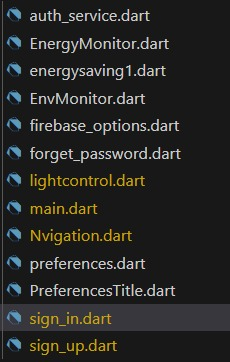 auth_service.dart
EnergyMonitor.dart
energysaving1.dart
EnvMonitor.dart
firebase_options.dart
forget_password.dart
lightcontrol.dart
main.dart
Nvigation.dart
preferences.dart
PreferencesTitle.dart
sign_in.dart
sign_up.dart